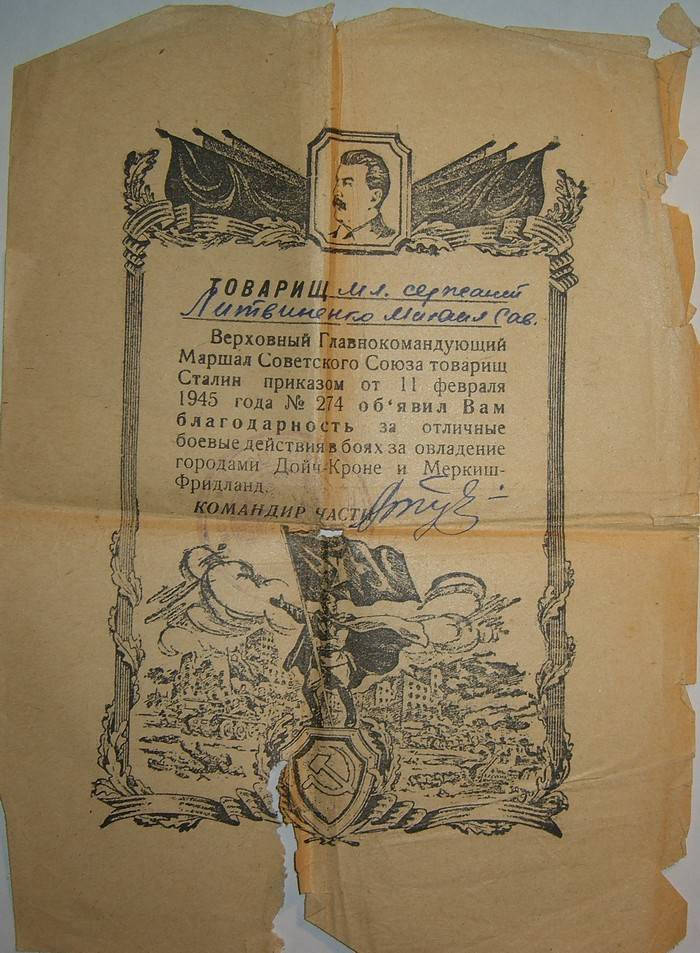 ТОВАРИЩ мл. сержант
Литвиненко Михаил Сав.
Верховный Главнокомандующий
Маршал Советского Союза товарищ
Сталин приказом от 11 февраля
1945 года № 274 об'явил Вам
благодарность за отличные
боевые действия в боях за овладение
городами Дойч-Кроне и Меркиш-
Фридланд.
КОМАНДИР ЧАСТИ